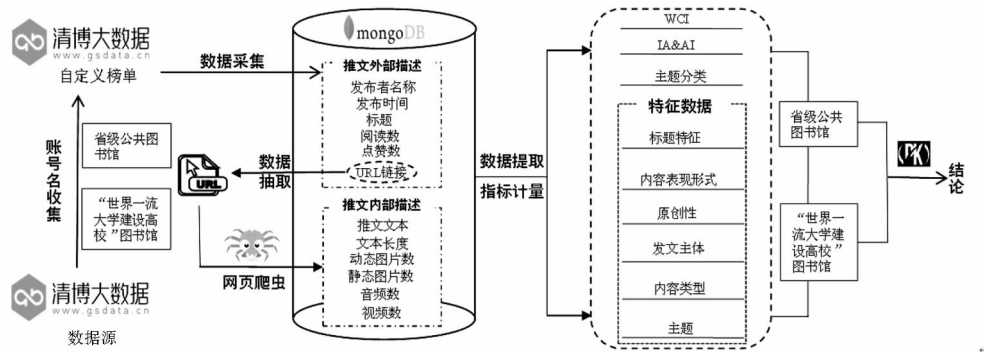 清博大数据
www.gsdata.cn
自定义榜单
账号名收集
省级公共图
书馆
“世界一流
大学建设高
校”图书馆
清博大数据
www.gsdata.cn
数据源
数据采集
URL
数据
抽取
网页爬虫
mongoDB
推文外部描述
发布者名称
发布时间
标题
阅读数
点赞数
URL链接
推文内部描述
推文文本
文本长度
动态图片数
静态图片数
音频数
视频数
数据提取
指标计量
WCI
IA&AI
主题分类
特征数据
标题特征
内容表现形式
原创性
发文主体
内容类型
主题
省级公共
图书馆
“世界一
流大学建
设高校”
图书馆
PK
结论